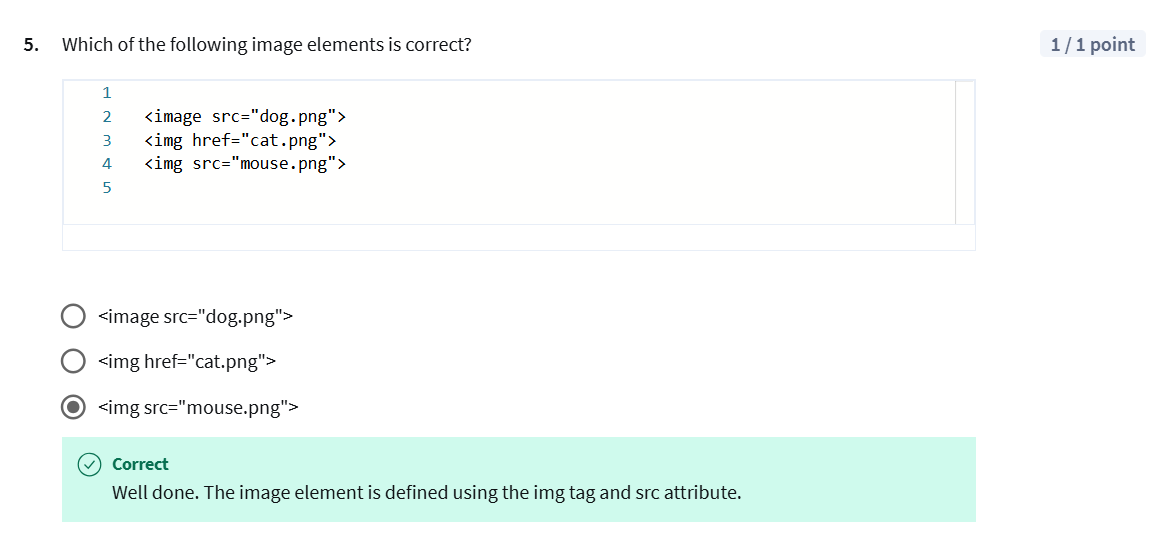 5. Which of the following image elements is correct?
1 / 1 point
1
2 <image src="dog.png">
3 <img href="cat.png">
4 <img src="mouse.png">
5
<image src="dog.png">
<img href="cat.png">
<img src="mouse.png">
Correct
Well done. The image element is defined using the img tag and src attribute.